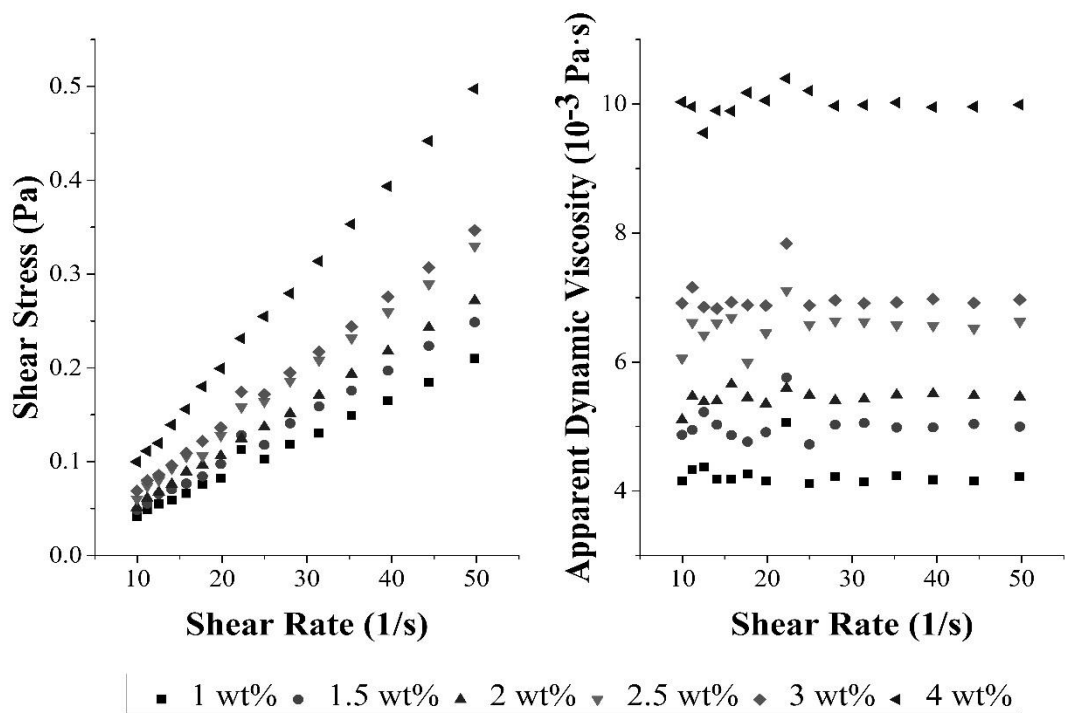 Shear Stress (Pa)
0.5
0.4
0.3
0.2
0.1
0.0
10 20 30 40 50
Shear Rate (1/s)
Apparent Dynamic Viscosity (10⁻³ Pa·s)
10
8
6
4
10 20 30 40 50
Shear Rate (1/s)
1 wt% 1.5 wt% 2 wt% 2.5 wt% 3 wt% 4 wt%